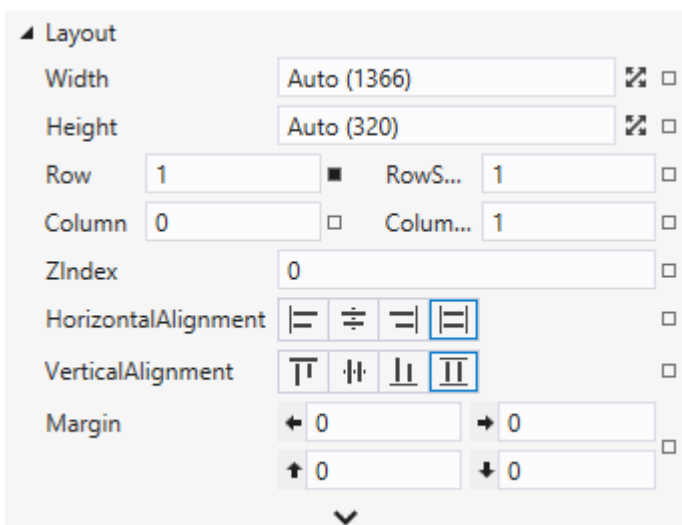 Layout
Width Auto (1366)
Height Auto (320)
Row 1 RowS... 1
Column 0 Colum... 1
ZIndex 0
HorizontalAlignment
VerticalAlignment
Margin 0 0
0 0